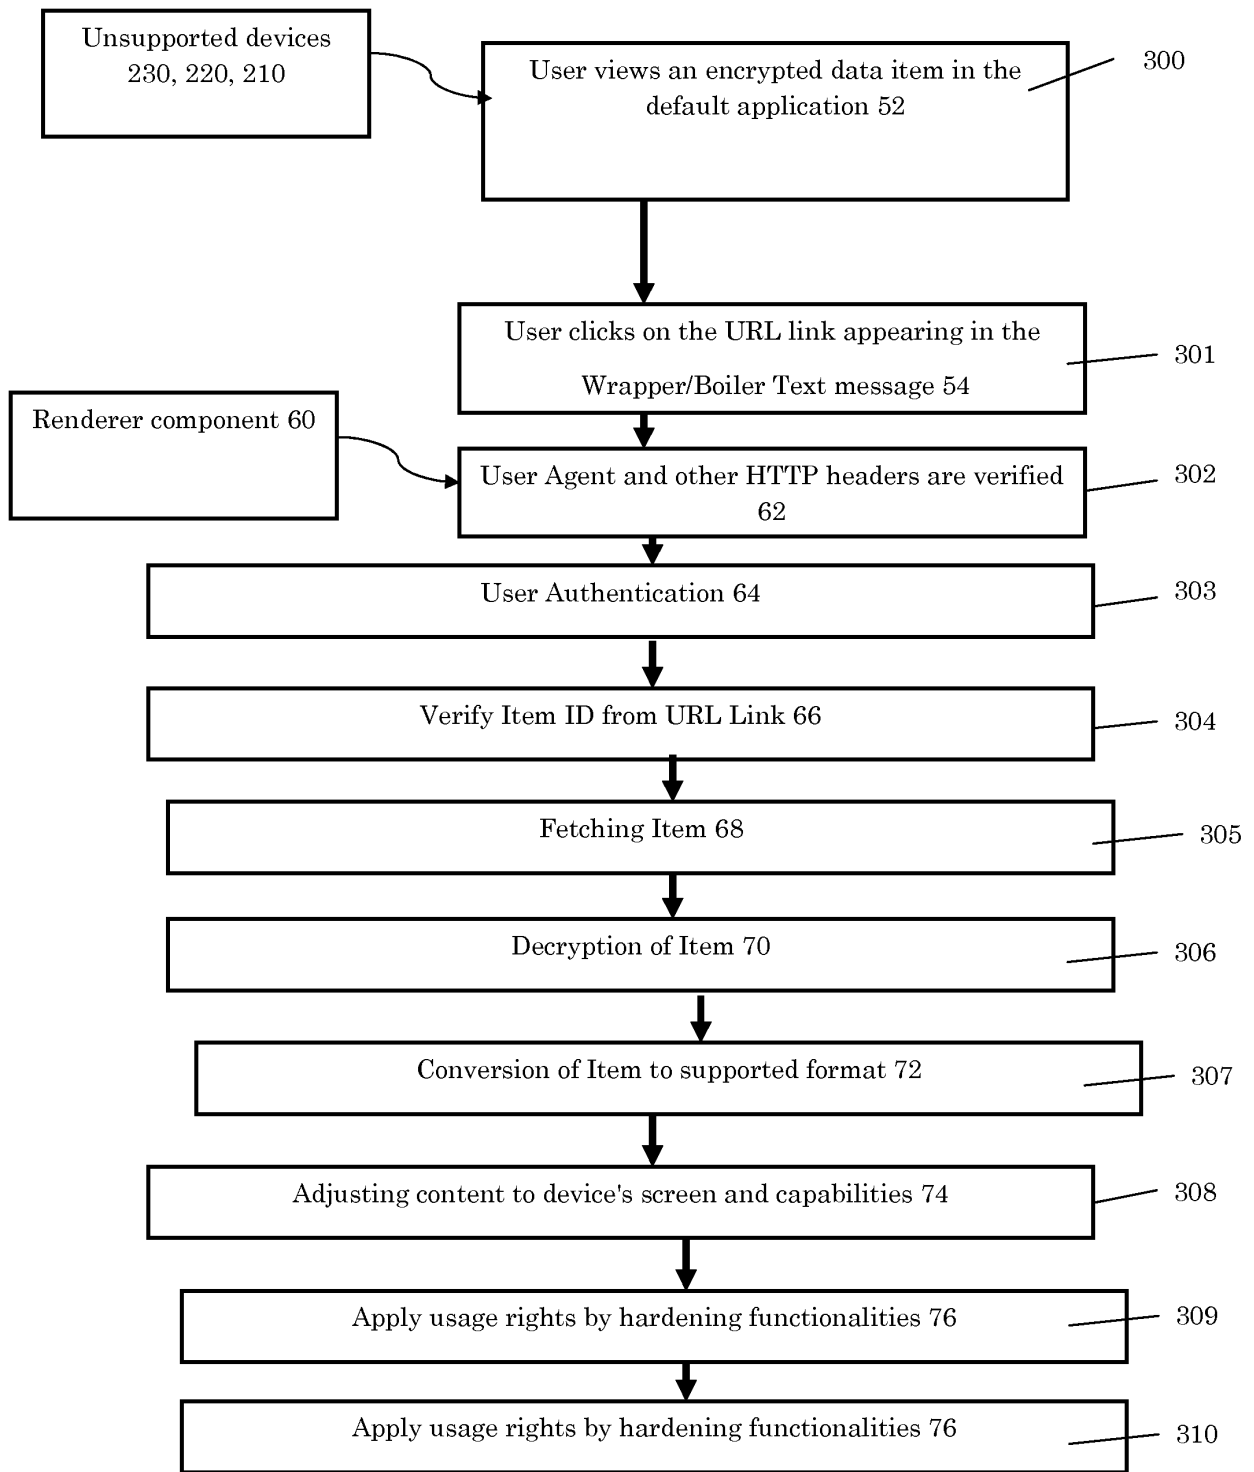 Unsupported devices
230, 220, 210
User views an encrypted data item in the
default application 52
300
User clicks on the URL link appearing in the
Wrapper/Boiler Text message 54
301
Renderer component 60
User Agent and other HTTP headers are verified
62
302
User Authentication 64
303
Verify Item ID from URL Link 66
304
Fetching Item 68
305
Decryption of Item 70
306
Conversion of Item to supported format 72
307
Adjusting content to device's screen and capabilities 74
308
Apply usage rights by hardening functionalities 76
309
Apply usage rights by hardening functionalities 76
310